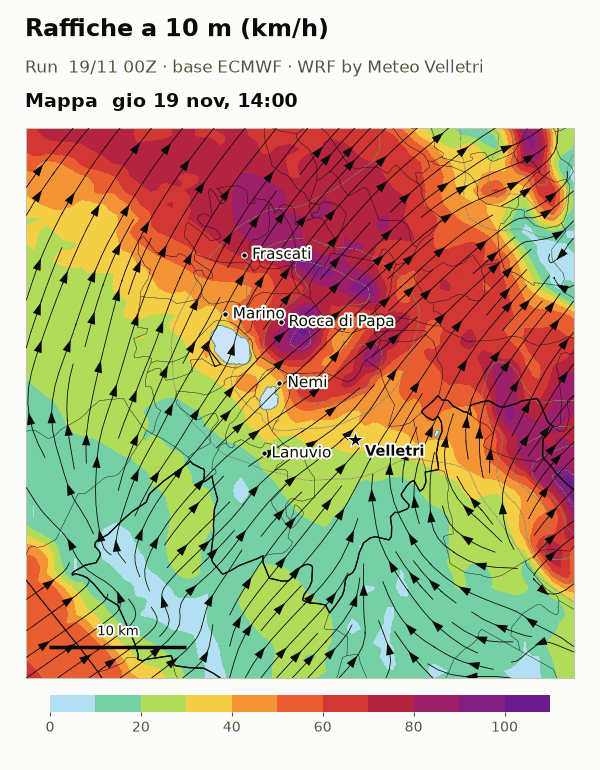 Raffiche a 10 m (km/h)
Run  19/11 00Z · base ECMWF · WRF by Meteo Velletri
Mappa  gio 19 nov, 14:00
Frascati
Marino
Rocca di Papa
Nemi
Velletri
Lanuvio
10 km
0 20 40 60 80 100